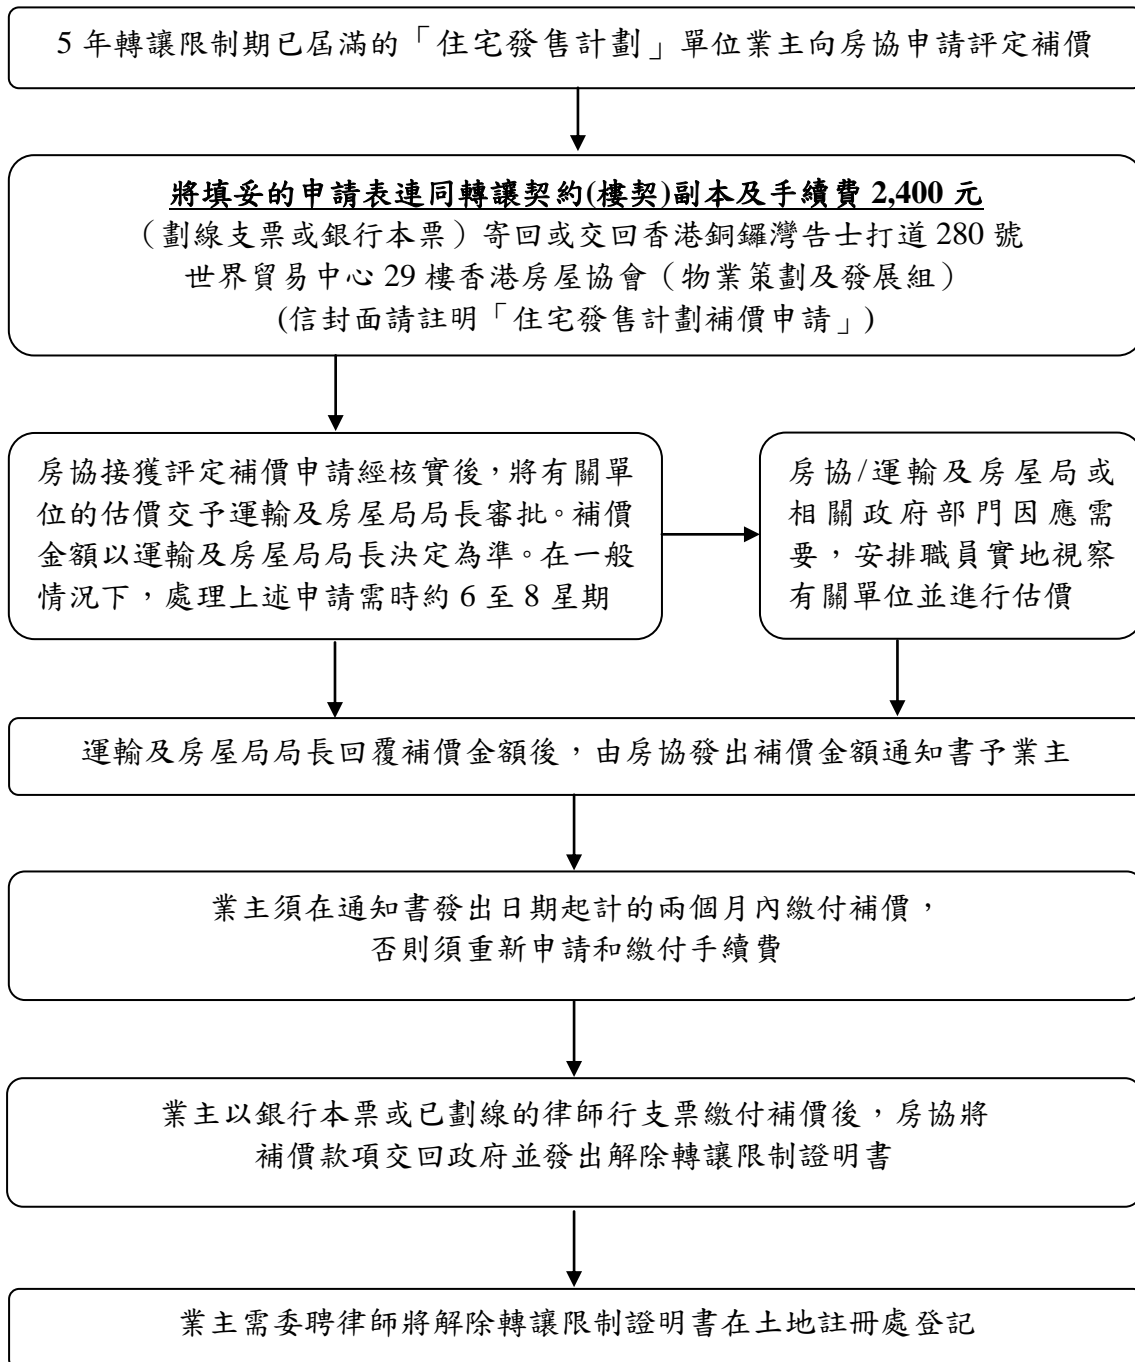 5 年轉讓限制期已屆滿的「住宅發售計劃」單位業主向房協申請評定補價
將填妥的申請表連同轉讓契約(樓契)副本及手續費 2,400 元
（劃線支票或銀行本票）寄回或交回香港銅鑼灣告士打道 280 號
世界貿易中心 29 樓香港房屋協會（物業策劃及發展組）
(信封面請註明「住宅發售計劃補價申請」)
房協接獲評定補價申請經核實後，將有關單
位的估價交予運輸及房屋局局長審批。補價
金額以運輸及房屋局局長決定為準。在一般
情況下，處理上述申請需時約 6 至 8 星期
房協/運輸及房屋局或
相關政府部門因應需
要，安排職員實地視察
有關單位並進行估價
運輸及房屋局局長回覆補價金額後，由房協發出補價金額通知書予業主
業主須在通知書發出日期起計的兩個月內繳付補價，
否則須重新申請和繳付手續費
業主以銀行本票或已劃線的律師行支票繳付補價後，房協將
補價款項交回政府並發出解除轉讓限制證明書
業主需委聘律師將解除轉讓限制證明書在土地註冊處登記